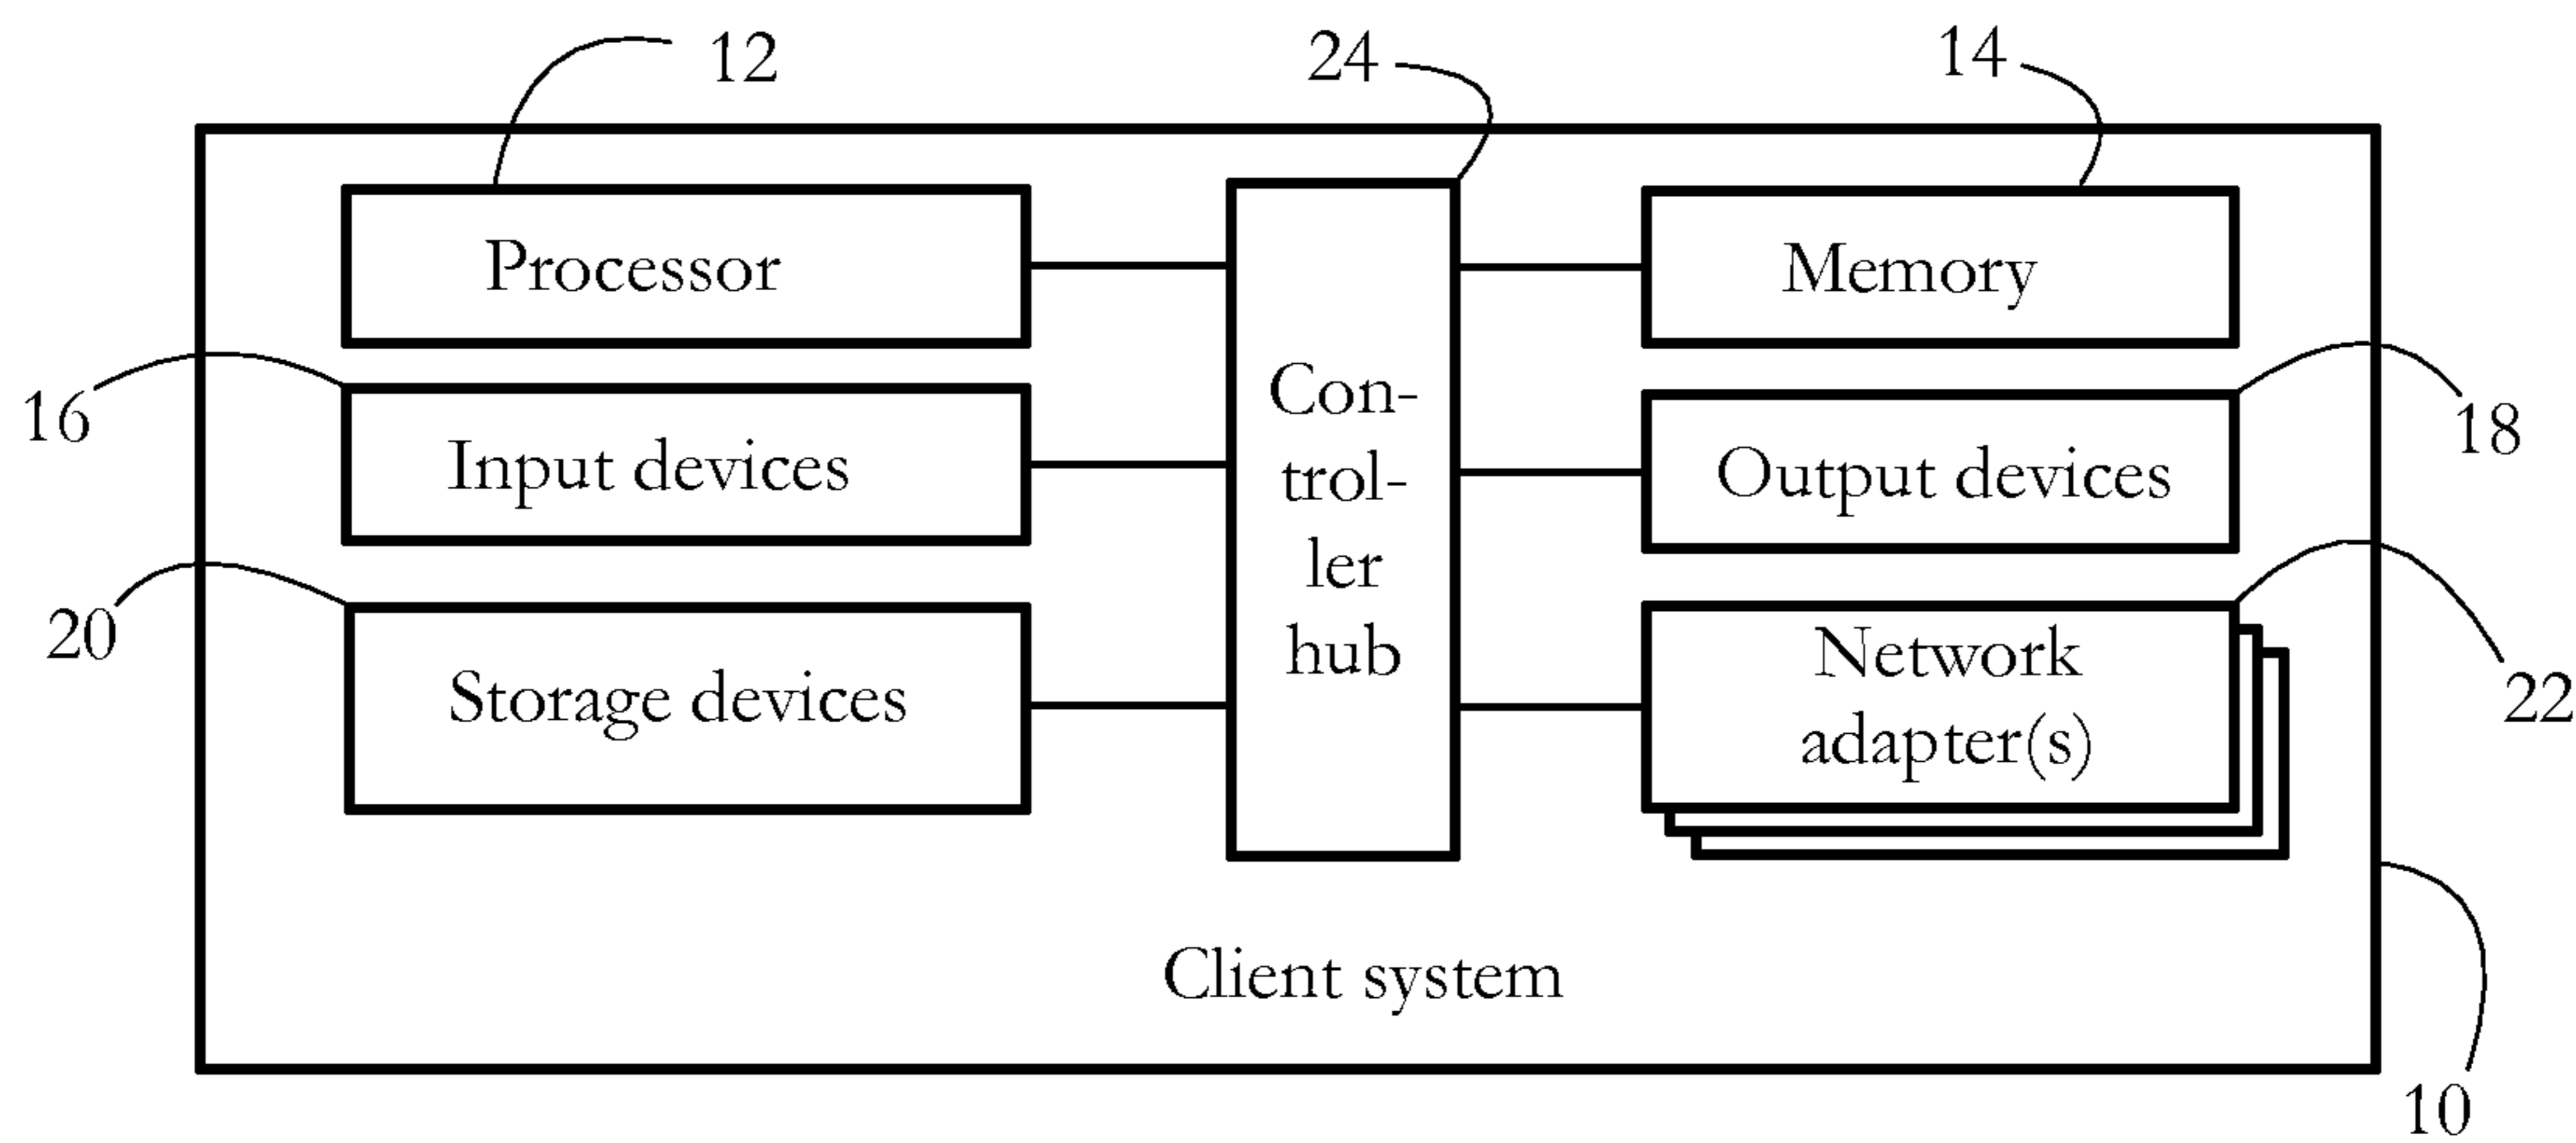 12
24
14
Processor
Memory
16
Input devices
Con-
trol-
ler
hub
Output devices
18
20
Storage devices
Network
adapter(s)
22
Client system
10